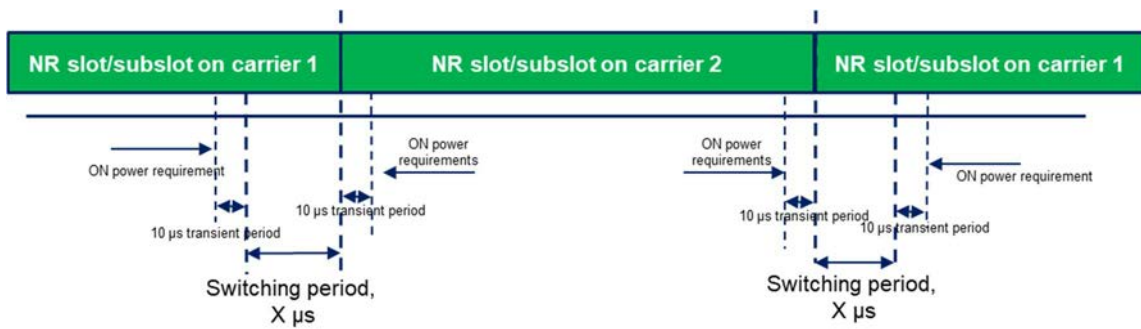 NR slot/subslot on carrier 1
NR slot/subslot on carrier 2
NR slot/subslot on carrier 1
ON power requirement
ON power
requirements
ON power
requirements
ON power requirement
10 µs transient period
10 µs transient period
10 µs transient period
10 µs transient period
Switching period,
X µs
Switching period,
X µs